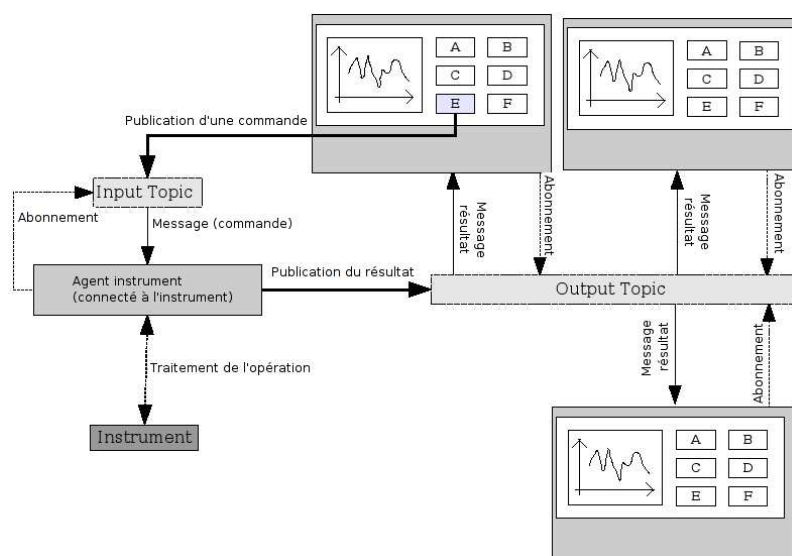 A B
C D
E F
A B
C D
E F
Publication d'une commande
Input Topic
Abonnement
Message (commande)
Message
résultat
Abonnement
Message
résultat
Abonnement
Agent instrument
(connecté à l'instrument)
Publication du résultat
Output Topic
Traitement de l'opération
Message
résultat
Abonnement
Instrument
A B
C D
E F